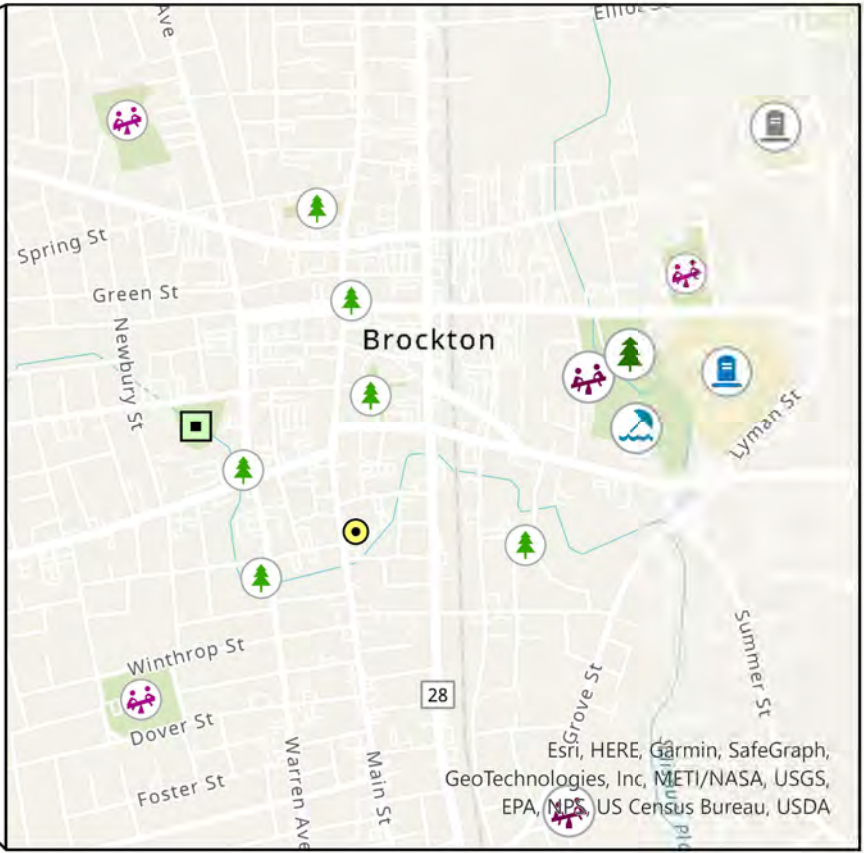 Ave
Spring St
Green St
Newbury St
Brockton
Lyman St
Winthrop St
Dover St
Foster St
Warren Ave
Main St
28
Grove St
Summer St
Esri, HERE, Garmin, SafeGraph,
GeoTechnologies, Inc, METI/NASA, USGS,
EPA, NPS, US Census Bureau, USDA